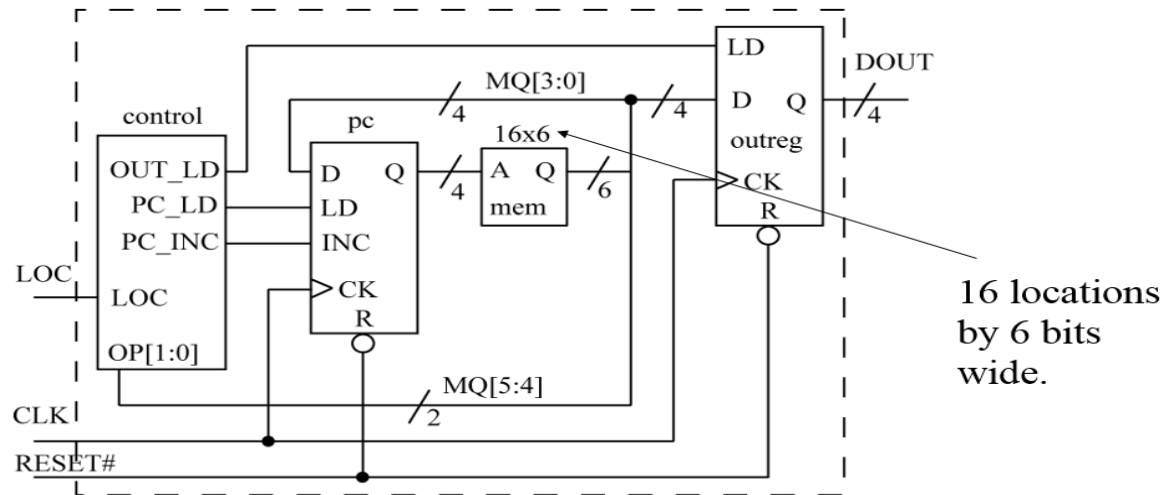 LD
DOUT
MQ[3:0]
4
4
D
Q
4
control
pc
16x6
outreg
OUT_LD
D
Q
4
A
Q
6
mem
CK
PC_LD
LD
R
PC_INC
INC
LOC
LOC
CK
R
OP[1:0]
MQ[5:4]
2
CLK
RESET#
16 locations
by 6 bits
wide.